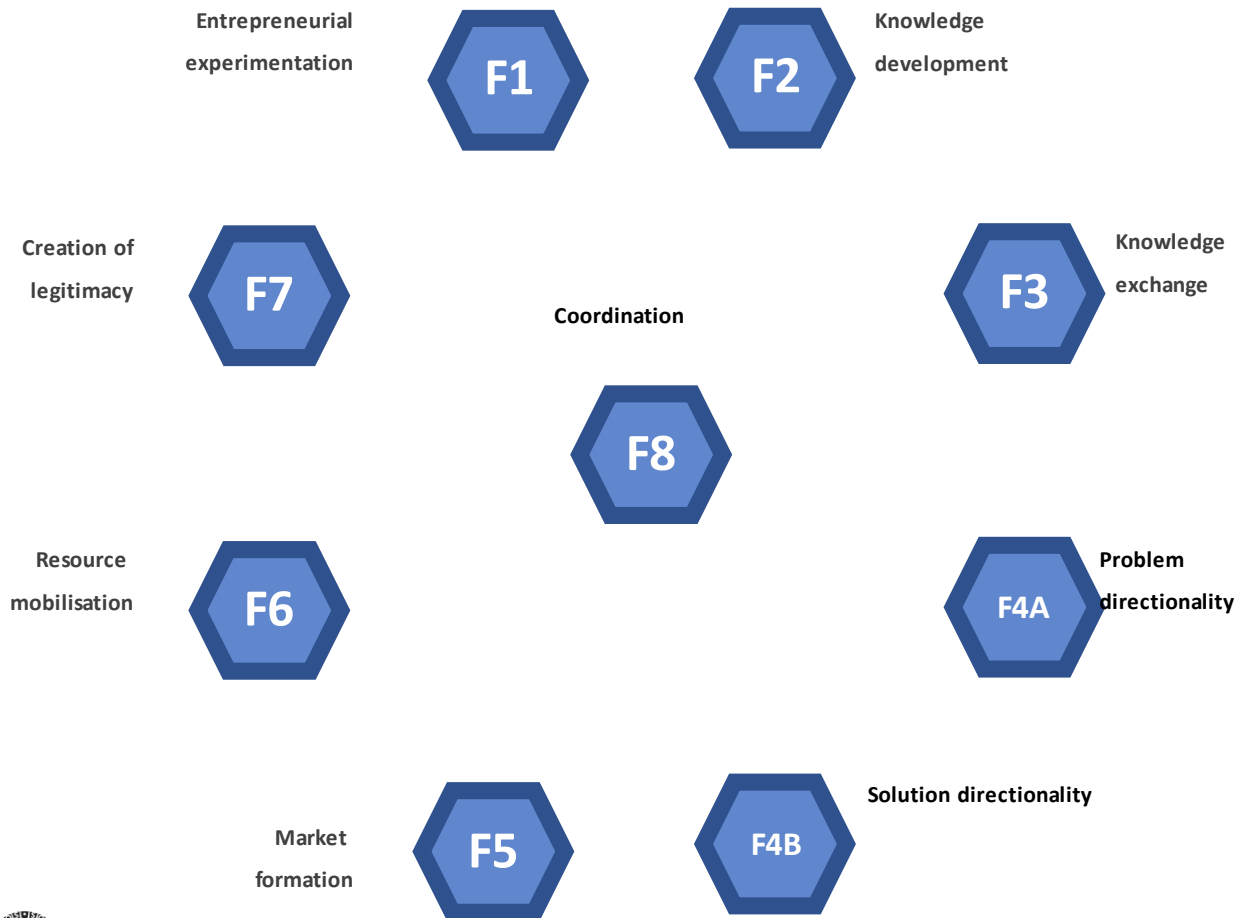 Entrepreneurial
experimentation
F1
F2
Knowledge
development
Creation of
legitimacy
F7
Coordination
F3
Knowledge
exchange
F8
Resource
mobilisation
F6
F4A
Problem
directionality
Market
formation
F5
F4B
Solution directionality